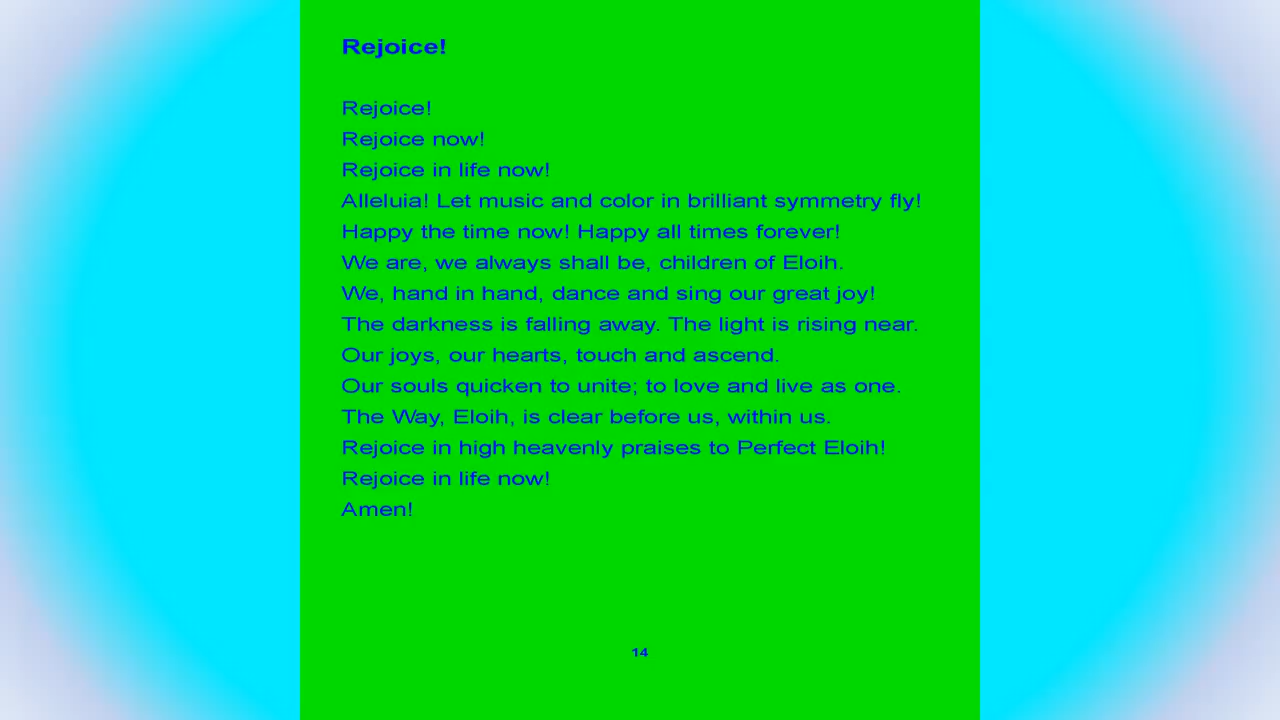 Rejoice!
Rejoice!
Rejoice now!
Rejoice in life now!
Alleluia! Let music and color in brilliant symmetry fly!
Happy the time now! Happy all times forever!
We are, we always shall be, children of Eloih.
We, hand in hand, dance and sing our great joy!
The darkness is falling away. The light is rising near.
Our joys, our hearts, touch and ascend.
Our souls quicken to unite; to love and live as one.
The Way, Eloih, is clear before us, within us.
Rejoice in high heavenly praises to Perfect Eloih!
Rejoice in life now!
Amen!
14